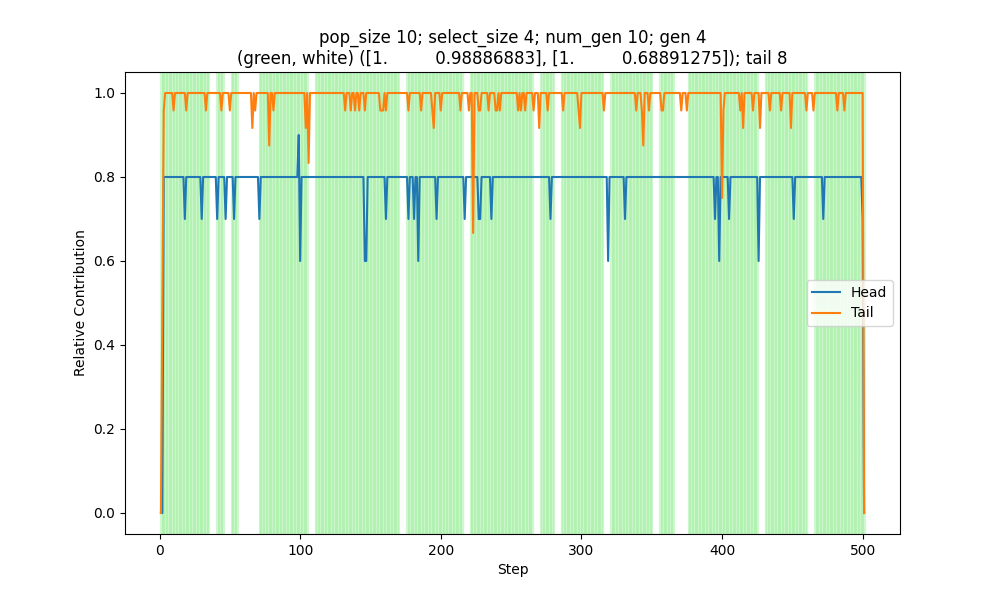 pop_size 10; select_size 4; num_gen 10; gen 4
(green, white) ([1.          0.98886883], [1.          0.68891275]); tail 8
1.0
0.8
0.6
0.4
0.2
0.0
Relative Contribution
Head
Tail
0
100
200
300
400
500
Step